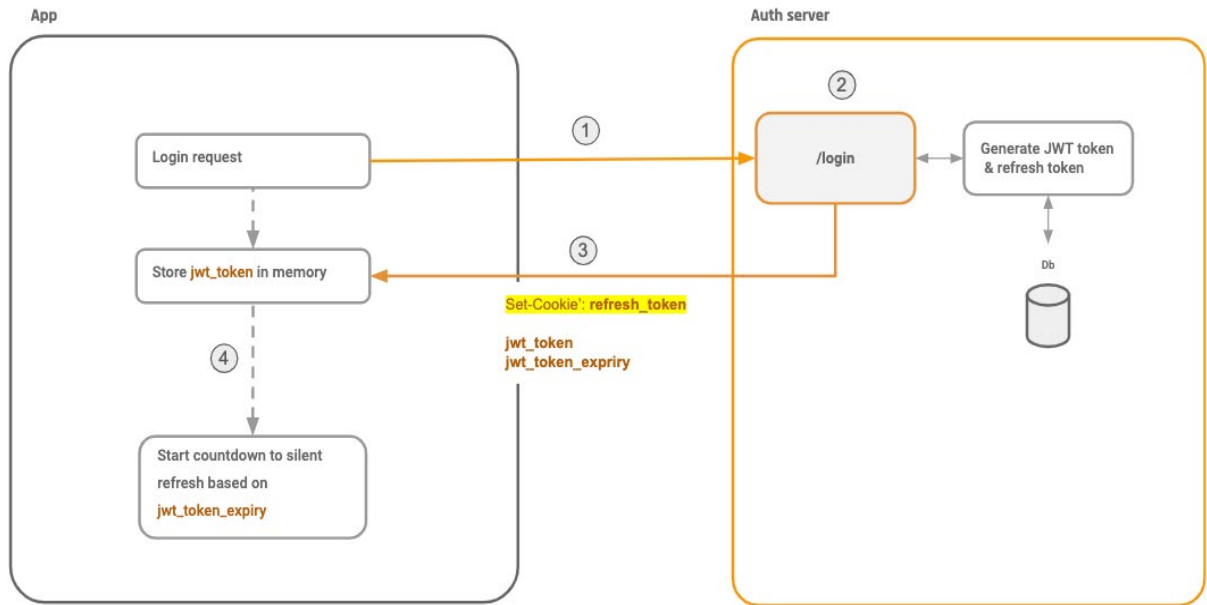 App
Auth server
2
1
Login request
/login
Generate JWT token
& refresh token
3
Store jwt_token in memory
Db
Set-Cookie': refresh_token
jwt_token
jwt_token_expriry
4
Start countdown to silent
refresh based on
jwt_token_expiry